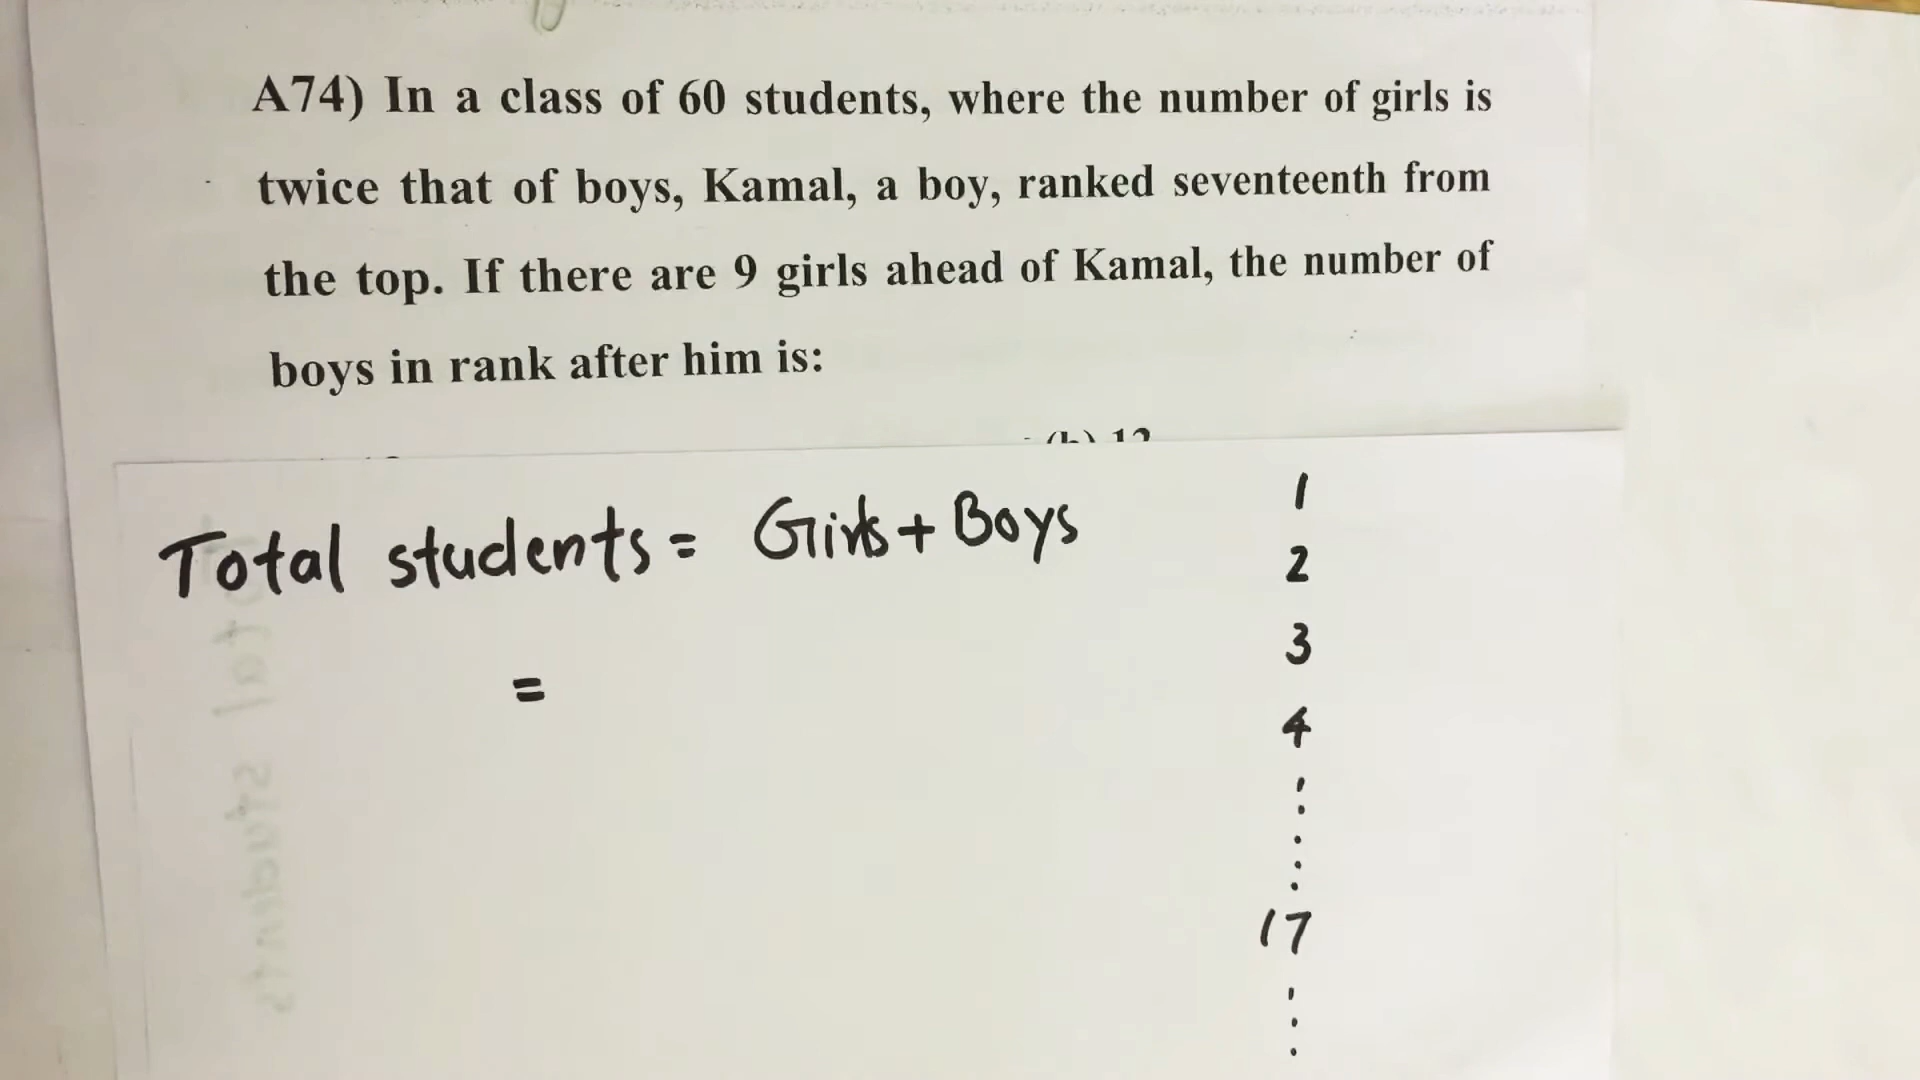 A74) In a class of 60 students, where the number of girls is
twice that of boys, Kamal, a boy, ranked seventeenth from
the top. If there are 9 girls ahead of Kamal, the number of
boys in rank after him is:
Total students = Girls + Boys
=
1
2
3
4
17